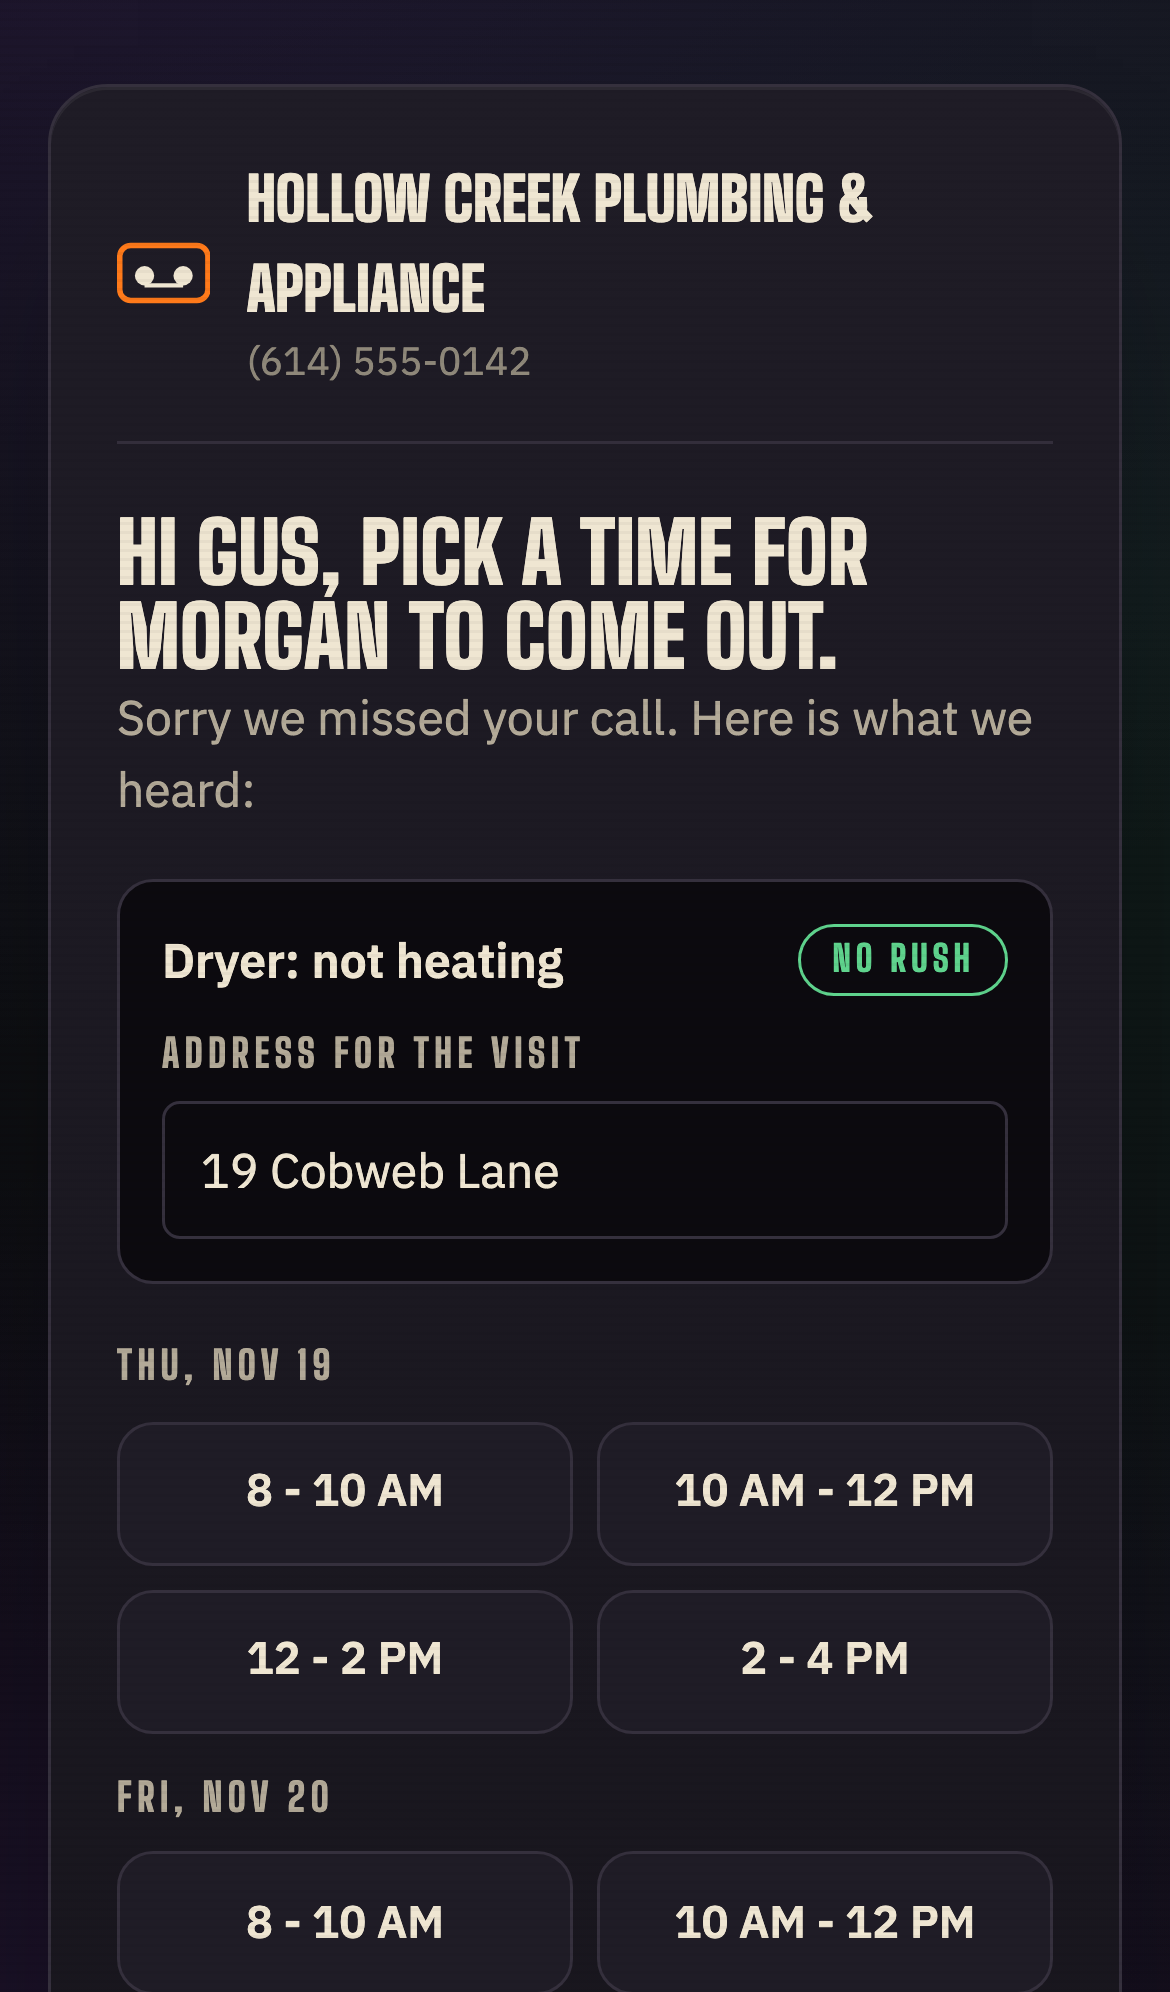 HOLLOW CREEK PLUMBING &
APPLIANCE
(614) 555-0142
HI GUS, PICK A TIME FOR
MORGAN TO COME OUT.
Sorry we missed your call. Here is what we
heard:
Dryer: not heating
NO RUSH
ADDRESS FOR THE VISIT
19 Cobweb Lane
THU, NOV 19
8 - 10 AM
10 AM - 12 PM
12 - 2 PM
2 - 4 PM
FRI, NOV 20
8 - 10 AM
10 AM - 12 PM